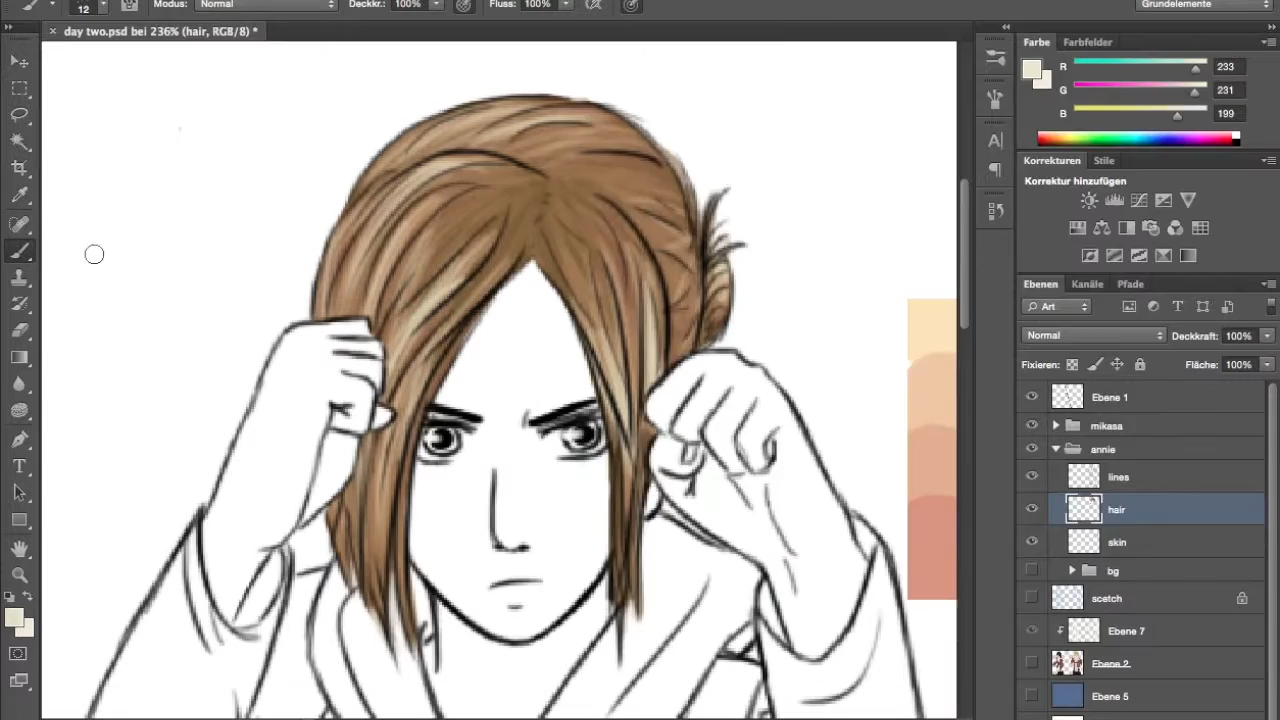 12 Modus: Normal Deckkr.: 100% Fluss: 100% Grundelemente
× day two.psd bei 236% (hair, RGB/8) *
Farbe Farbfelder
R 233
G 231
B 199
Korrekturen Stile
Korrektur hinzufügen
Ebenen Kanäle Pfade
Art
Normal Deckkraft: 100%
Fixieren: Fläche: 100%
Ebene 1
mikasa
annie
lines
hair
skin
bg
scetch
Ebene 7
Ebene 2
Ebene 5